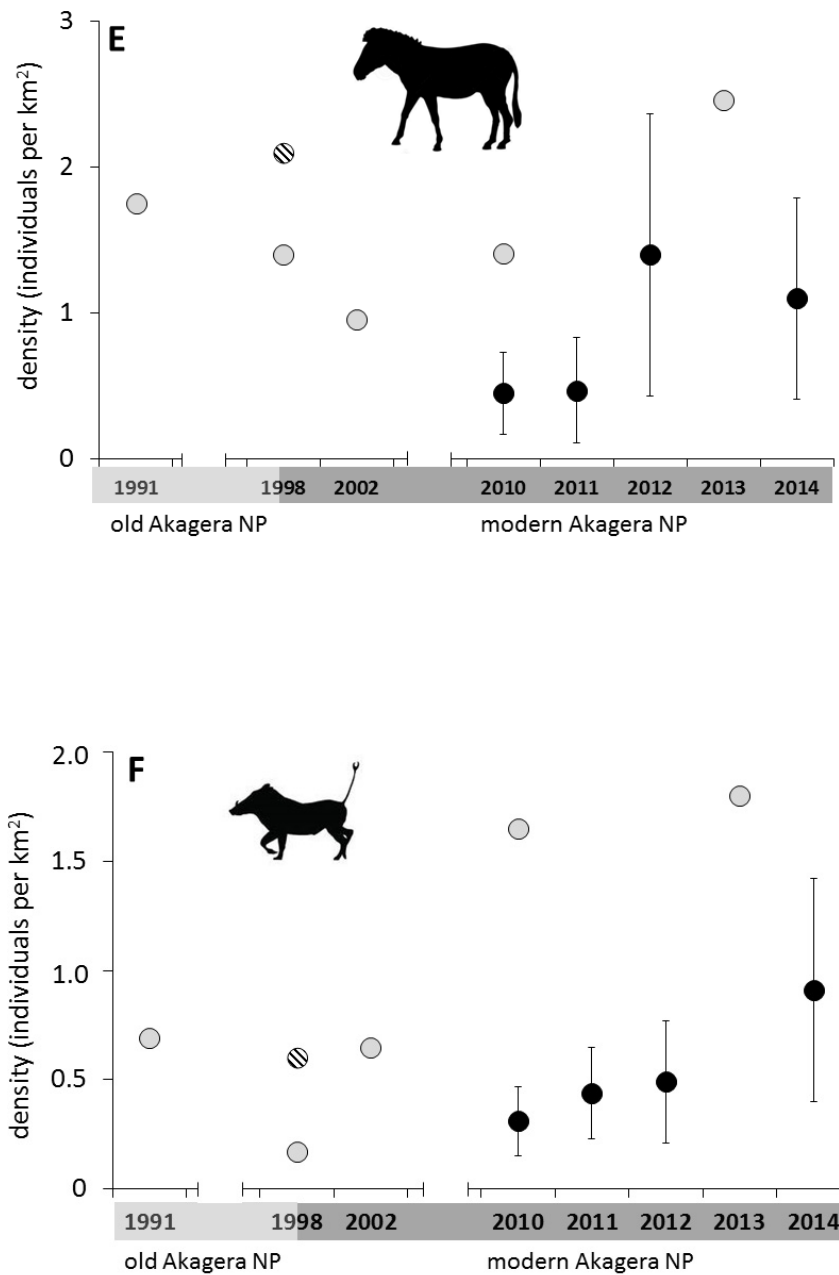 E
density (individuals per km²)
3
2
1
0
1991 1998 2002 2010 2011 2012 2013 2014
old Akagera NP modern Akagera NP
F
density (individuals per km²)
2.0
1.5
1.0
0.5
0
1991 1998 2002 2010 2011 2012 2013 2014
old Akagera NP modern Akagera NP